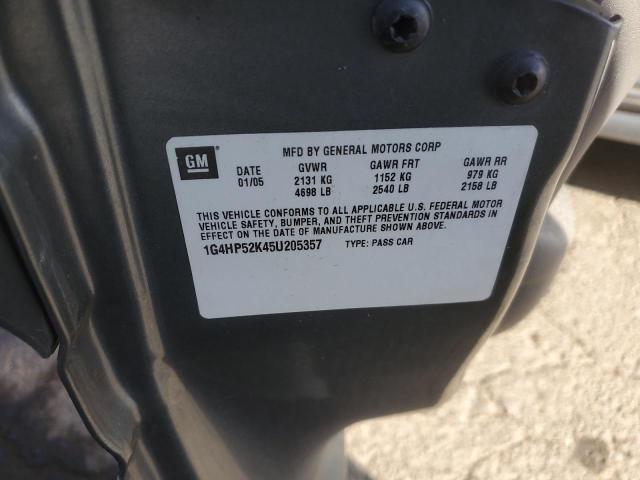 GM
MFD BY GENERAL MOTORS CORP
DATE GVWR GAWR FRT GAWR RR
01/05 2131 KG 1152 KG 979 KG
4698 LB 2540 LB 2158 LB
THIS VEHICLE CONFORMS TO ALL APPLICABLE U.S. FEDERAL MOTOR
VEHICLE SAFETY, BUMPER, AND THEFT PREVENTION STANDARDS IN
EFFECT ON THE DATE OF MANUFACTURE SHOWN ABOVE.
1G4HP52K45U205357 TYPE: PASS CAR